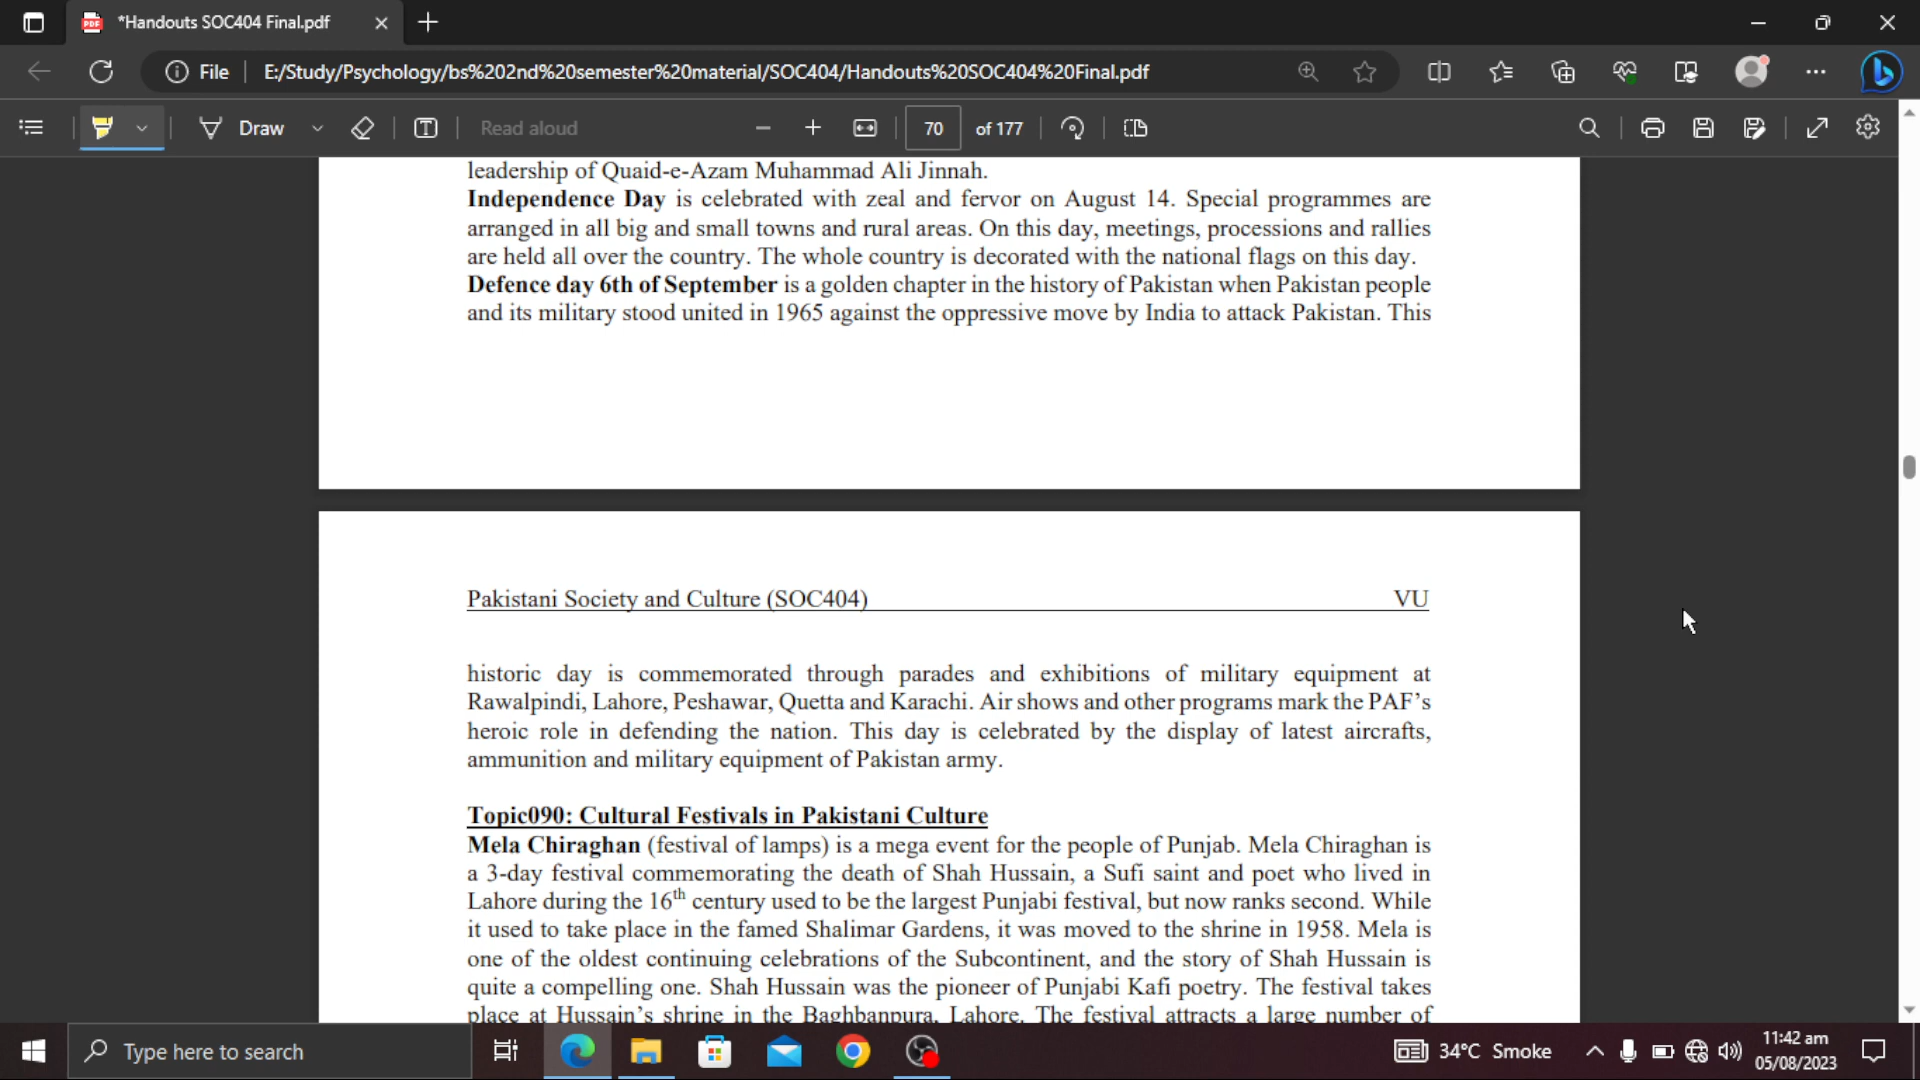 *Handouts SOC404 Final.pdf
File E:/Study/Psychology/bs%202nd%20semester%20material/SOC404/Handouts%20SOC404%20Final.pdf
Draw Read aloud 70 of 177
leadership of Quaid-e-Azam Muhammad Ali Jinnah.
Independence Day is celebrated with zeal and fervor on August 14. Special programmes are
arranged in all big and small towns and rural areas. On this day, meetings, processions and rallies
are held all over the country. The whole country is decorated with the national flags on this day.
Defence day 6th of September is a golden chapter in the history of Pakistan when Pakistan people
and its military stood united in 1965 against the oppressive move by India to attack Pakistan. This
Pakistani Society and Culture (SOC404) VU
historic day is commemorated through parades and exhibitions of military equipment at
Rawalpindi, Lahore, Peshawar, Quetta and Karachi. Air shows and other programs mark the PAF's
heroic role in defending the nation. This day is celebrated by the display of latest aircrafts,
ammunition and military equipment of Pakistan army.
Topic090: Cultural Festivals in Pakistani Culture
Mela Chiraghan (festival of lamps) is a mega event for the people of Punjab. Mela Chiraghan is
a 3-day festival commemorating the death of Shah Hussain, a Sufi saint and poet who lived in
Lahore during the 16th century used to be the largest Punjabi festival, but now ranks second. While
it used to take place in the famed Shalimar Gardens, it was moved to the shrine in 1958. Mela is
one of the oldest continuing celebrations of the Subcontinent, and the story of Shah Hussain is
quite a compelling one. Shah Hussain was the pioneer of Punjabi Kafi poetry. The festival takes
place at Hussain's shrine in the Baghbanpura, Lahore. The festival attracts a large number of
Type here to search 34°C Smoke 11:42 am
05/08/2023